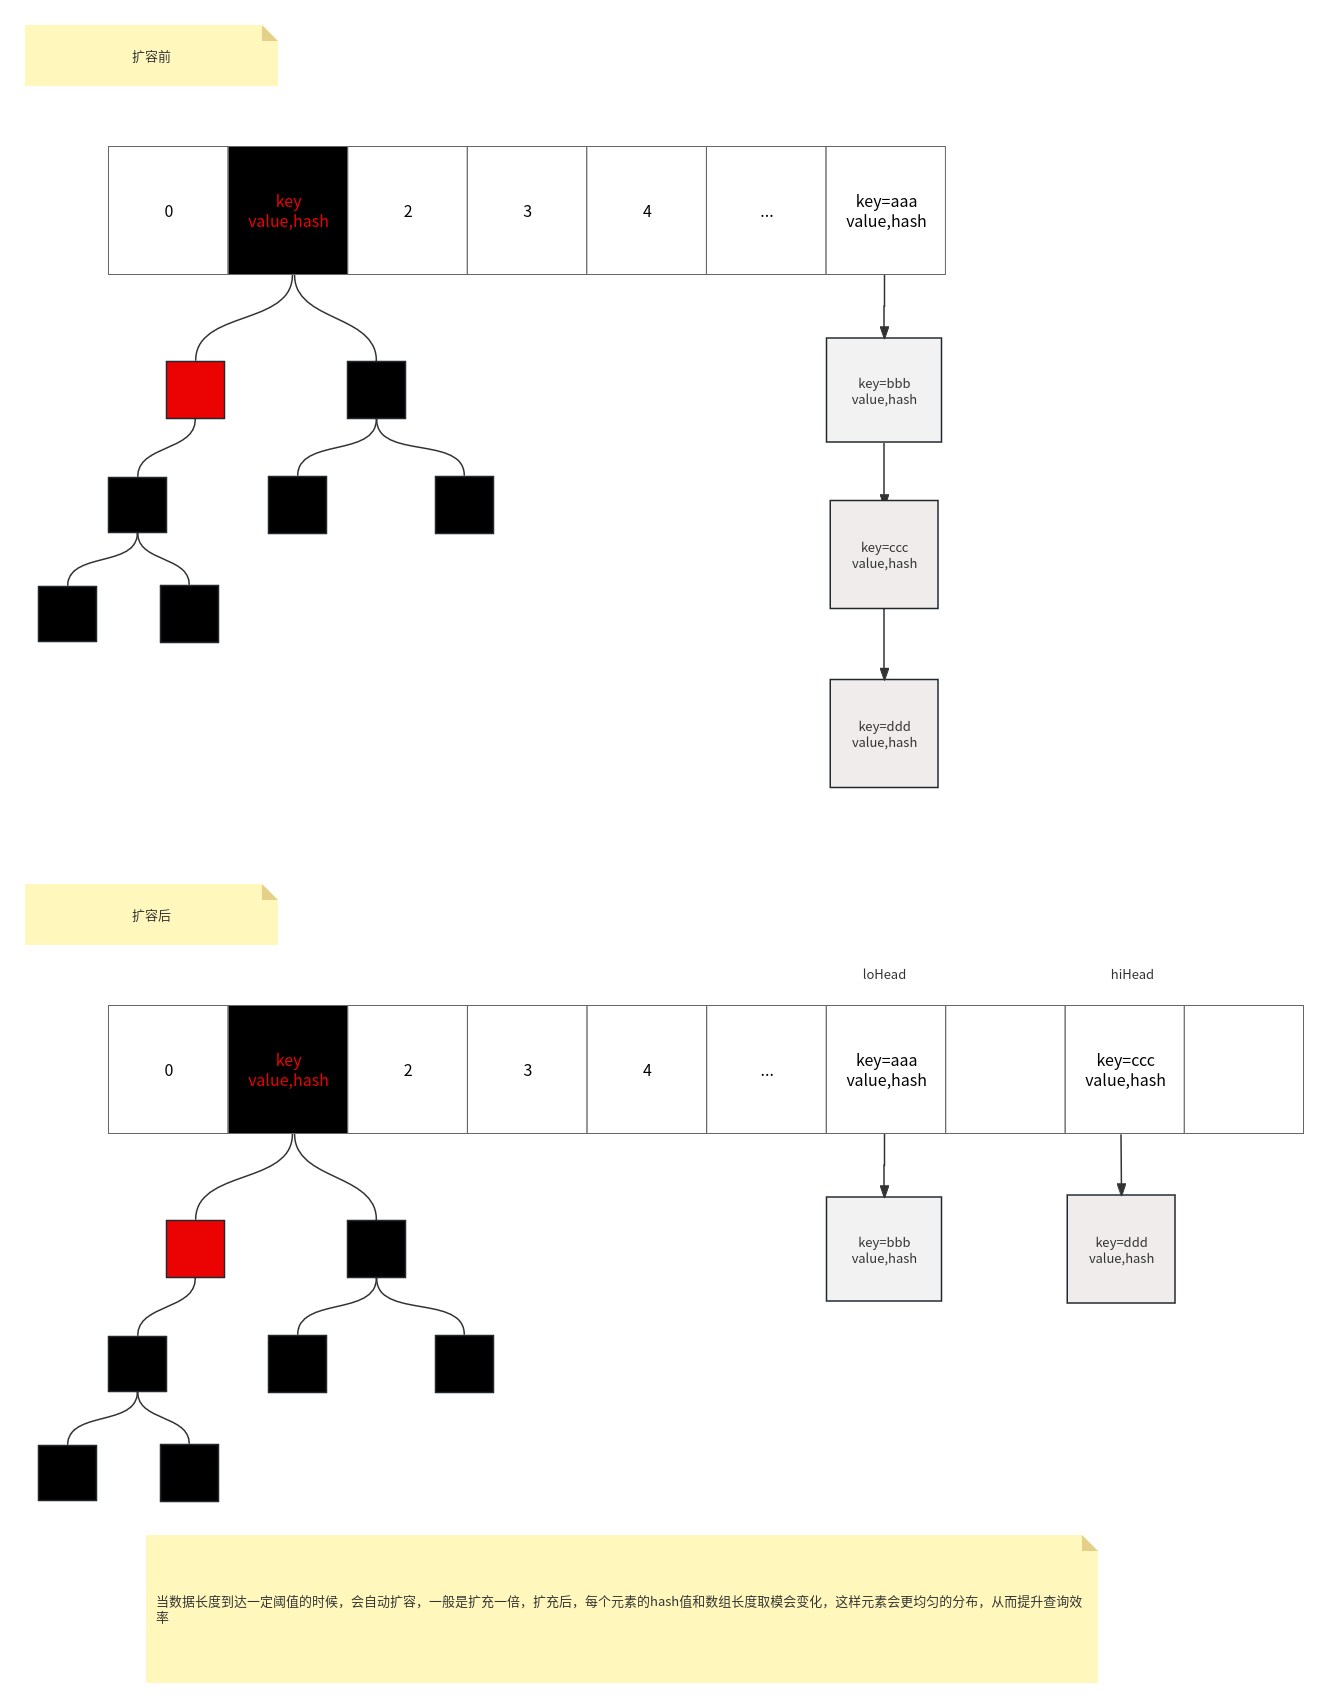 扩容前
0
key
value,hash
2
3
4
...
key=aaa
value,hash
key=bbb
value,hash
key=ccc
value,hash
key=ddd
value,hash
扩容后
loHead
hiHead
0
key
value,hash
2
3
4
...
key=aaa
value,hash
key=ccc
value,hash
key=bbb
value,hash
key=ddd
value,hash
当数据长度到达一定阈值的时候，会自动扩容，一般是扩充一倍，扩充后，每个元素的hash值和数组长度取模会变化，这样元素会更均匀的分布，从而提升查询效
率